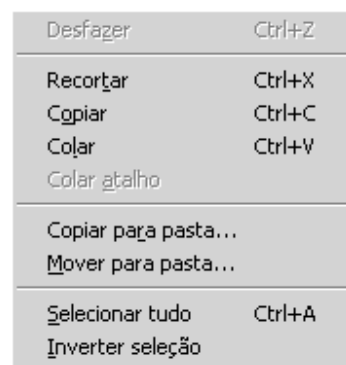 Desfazer Ctrl+Z
Recortar Ctrl+X
Copiar Ctrl+C
Colar Ctrl+V
Colar atalho
Copiar para pasta...
Mover para pasta...
Selecionar tudo Ctrl+A
Inverter seleção